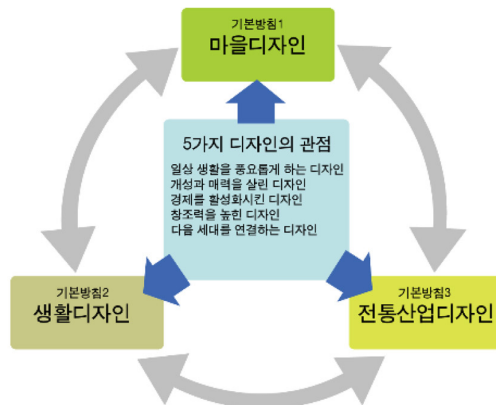 기본방침1
마을디자인
5가지 디자인의 관점
일상 생활을 풍요롭게 하는 디자인
개성과 매력을 살린 디자인
경제를 활성화시킨 디자인
창조력을 높힌 디자인
다음 세대를 연결하는 디자인
기본방침2
생활디자인
기본방침3
전통산업디자인